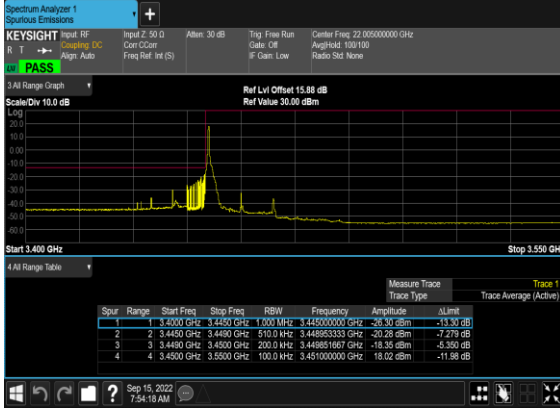 Spectrum Analyzer 1
Spurious Emissions
+
KEYSIGHT Input: RF Input Z: 50 Ω Atten: 30 dB Trig: Free Run Center Freq: 22.005000000 GHz
R T Coupling: DC Corr CCorr Gate: Off Avg|Hold: 100/100
Align: Auto Freq Ref: Int (S) IF Gain: Low Radio Std: None
PASS
3 All Range Graph
Ref Lvl Offset 15.88 dB
Scale/Div 10.0 dB Ref Value 30.00 dBm
Log
20.0
10.0
0.00
-10.0
-20.0
-30.0
-40.0
-50.0
-60.0
Start 3.400 GHz Stop 3.550 GH
4 All Range Table
Measure Trace Trace 1
Trace Type Trace Average (Active)
Spur Range Start Freq Stop Freq RBW Frequency Amplitude ΔLimit
1 1 3.4000 GHz 3.4450 GHz 1.000 MHz 3.445000000 GHz -26.30 dBm -13.30 dB
2 2 3.4450 GHz 3.4490 GHz 510.0 kHz 3.448953333 GHz -20.28 dBm -7.279 dB
3 3 3.4490 GHz 3.4500 GHz 200.0 kHz 3.449851667 GHz -18.35 dBm -5.350 dB
4 4 3.4500 GHz 3.5500 GHz 100.0 kHz 3.451000000 GHz 18.02 dBm -11.98 dB
? Sep 15, 2022
7:54:18 AM